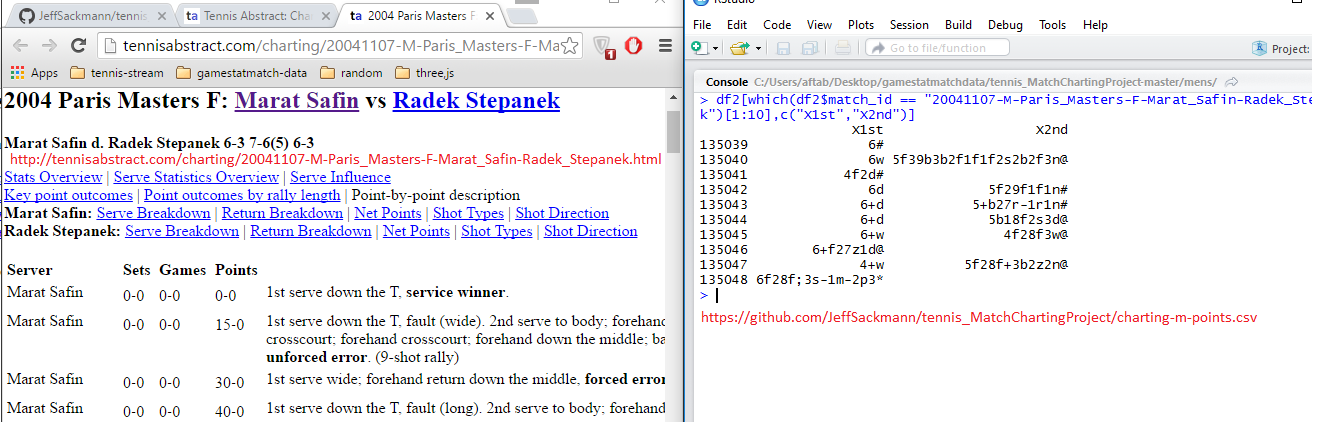 JeffSackmann/tennis
ta Tennis Abstract: Cha
ta 2004 Paris Masters F: M
tennisabstract.com/charting/20041107-M-Paris_Masters-F-Ma
1
Apps tennis-stream gamestatmatch-data random three.js
2004 Paris Masters F: Marat Safin vs Radek Stepanek
Marat Safin d. Radek Stepanek 6-3 7-6(5) 6-3
http://tennisabstract.com/charting/20041107-M-Paris_Masters-F-Marat_Safin-Radek_Stepanek.html
Stats Overview | Serve Statistics Overview | Serve Influence
Key point outcomes | Point outcomes by rally length | Point-by-point description
Marat Safin: Serve Breakdown | Return Breakdown | Net Points | Shot Types | Shot Direction
Radek Stepanek: Serve Breakdown | Return Breakdown | Net Points | Shot Types | Shot Direction
Server Sets Games Points
Marat Safin 0-0 0-0 0-0 1st serve down the T, service winner.
Marat Safin 0-0 0-0 15-0 1st serve down the T, fault (wide). 2nd serve to body; forehand
crosscourt; forehand crosscourt; forehand down the middle; ba
unforced error. (9-shot rally)
Marat Safin 0-0 0-0 30-0 1st serve wide; forehand return down the middle, forced error
Marat Safin 0-0 0-0 40-0 1st serve down the T, fault (long). 2nd serve to body; forehand
RStudio
File Edit Code View Plots Session Build Debug Tools Help
Go to file/function
Project:
Console C:/Users/aftab/Desktop/gamestatmatchdata/tennis_MatchChartingProject-master/mens/
> df2[which(df2$match_id == "20041107-M-Paris_Masters-F-Marat_Safin-Radek_Ste
k")[1:10],c("X1st","X2nd")]
X1st X2nd
135039 6#
135040 6w 5f39b3b2f1f1f2s2b2f3n@
135041 4f2d#
135042 6d 5f29f1f1n#
135043 6+d 5+b27r-1r1n#
135044 6+d 5b18f2s3d@
135045 6+w 4f28f3w@
135046 6+f27z1d@
135047 4+w 5f28f+3b2z2n@
135048 6f28f;3s-1m-2p3*
>
https://github.com/JeffSackmann/tennis_MatchChartingProject/charting-m-points.csv